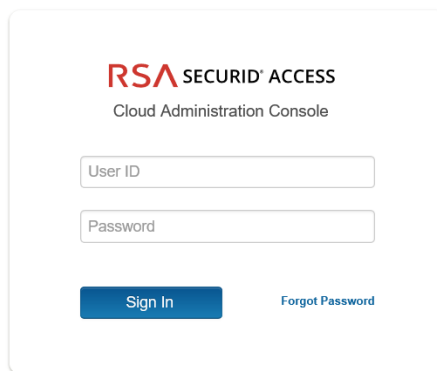 RSA SECURID® ACCESS
Cloud Administration Console
User ID
Password
Sign In
Forgot Password